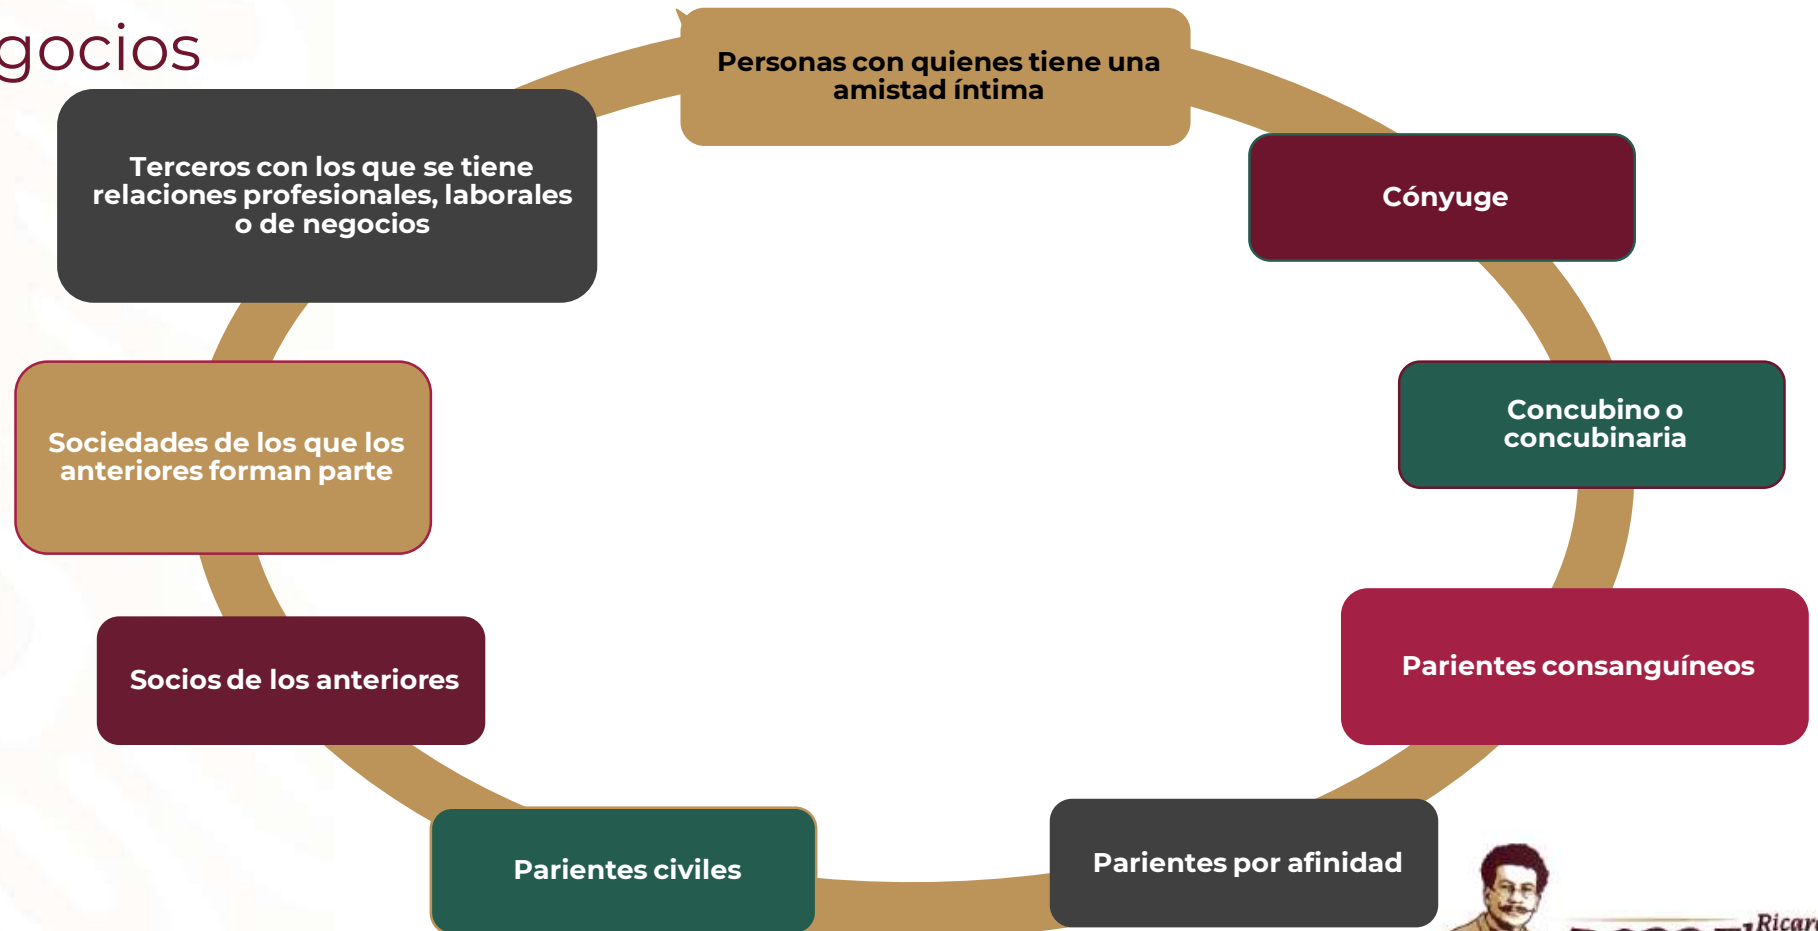 gocios
Personas con quienes tiene una
amistad íntima
Cónyuge
Concubino o
concubinaria
Parientes consanguíneos
Parientes por afinidad
Parientes civiles
Socios de los anteriores
Sociedades de los que los
anteriores forman parte
Terceros con los que se tiene
relaciones profesionales, laborales
o de negocios